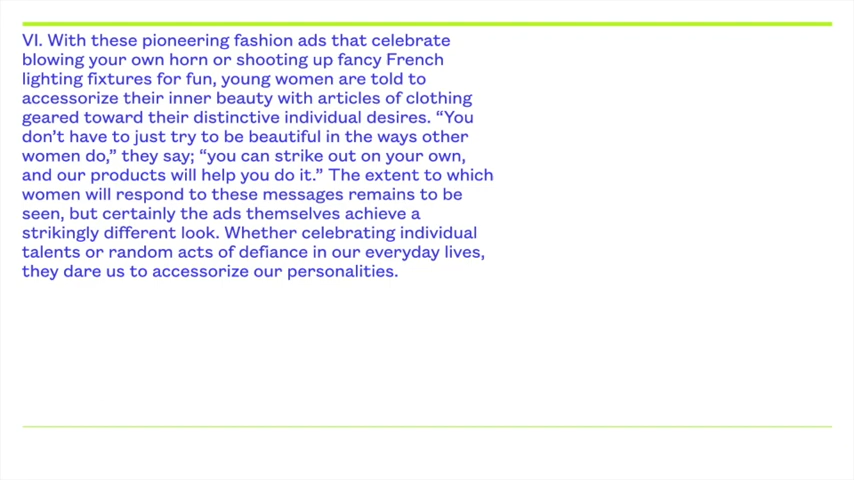 VI. With these pioneering fashion ads that celebrate
blowing your own horn or shooting up fancy French
lighting fixtures for fun, young women are told to
accessorize their inner beauty with articles of clothing
geared toward their distinctive individual desires. “You
don’t have to just try to be beautiful in the ways other
women do,” they say; “you can strike out on your own,
and our products will help you do it.” The extent to which
women will respond to these messages remains to be
seen, but certainly the ads themselves achieve a
strikingly different look. Whether celebrating individual
talents or random acts of defiance in our everyday lives,
they dare us to accessorize our personalities.